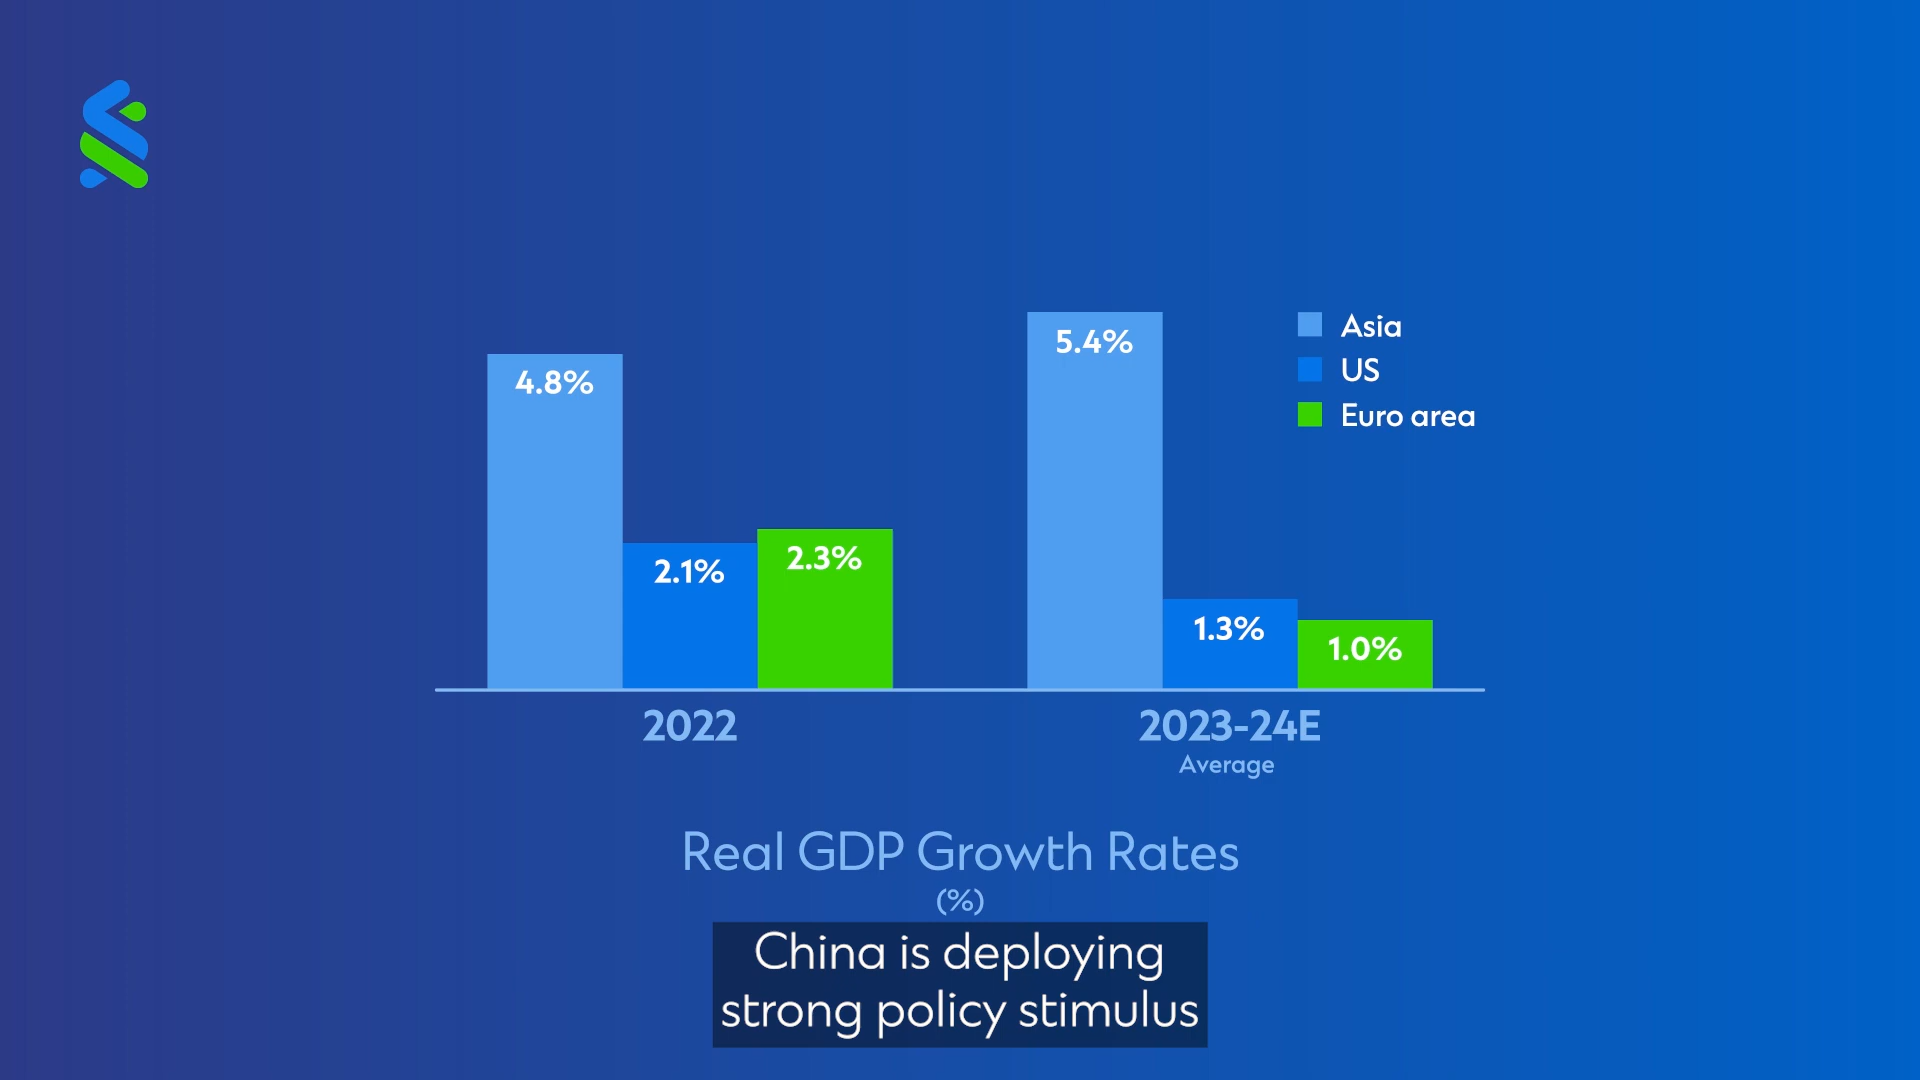 4.8%
2.1%
2.3%
5.4%
1.3%
1.0%
Asia
US
Euro area
2022
2023-24E
Average
Real GDP Growth Rates
(%)
China is deploying
strong policy stimulus